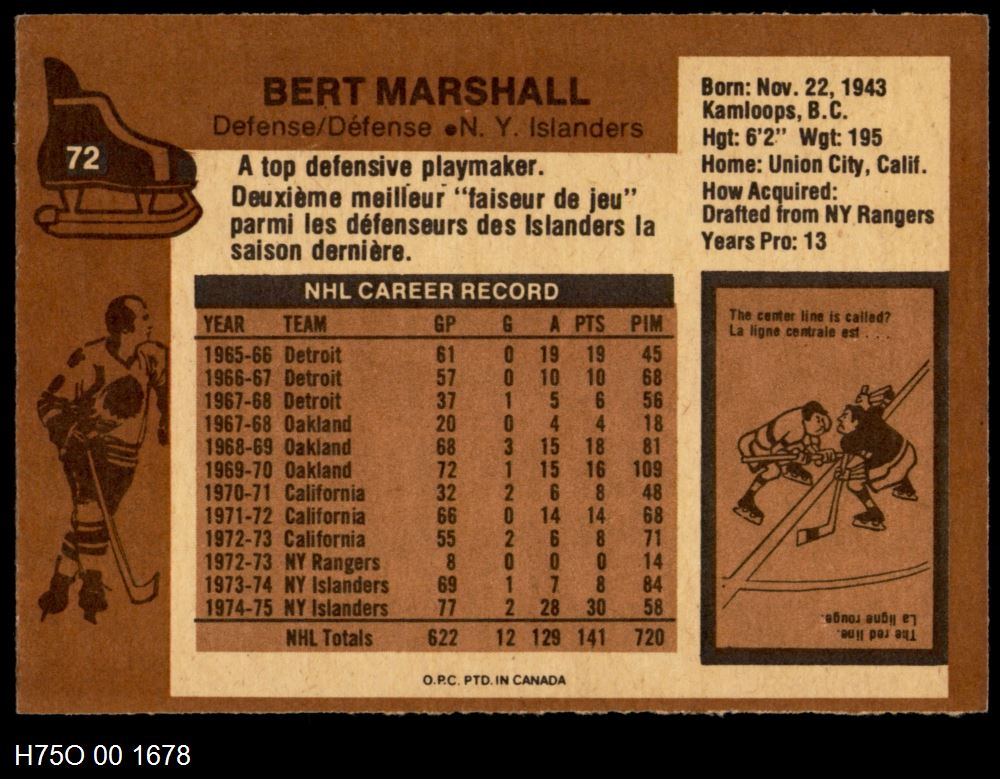 72
BERT MARSHALL
Defense/Défense ●N. Y. Islanders
A top defensive playmaker.
Deuxième meilleur "faiseur de jeu"
parmi les défenseurs des Islanders la
saison dernière.
Born: Nov. 22, 1943
Kamloops, B.C.
Hgt: 6'2" Wgt: 195
Home: Union City, Calif.
How Acquired:
Drafted from NY Rangers
Years Pro: 13
NHL CAREER RECORD
YEAR TEAM GP G A PTS PIM
1965-66 Detroit 61 0 19 19 45
1966-67 Detroit 57 0 10 10 68
1967-68 Detroit 37 1 5 6 56
1967-68 Oakland 20 0 4 4 18
1968-69 Oakland 68 3 15 18 81
1969-70 Oakland 72 1 15 16 109
1970-71 California 32 2 6 8 48
1971-72 California 66 0 14 14 68
1972-73 California 55 2 6 8 71
1972-73 NY Rangers 8 0 0 0 14
1973-74 NY Islanders 69 1 7 8 84
1974-75 NY Islanders 77 2 28 30 58
NHL Totals 622 12 129 141 720
The center line is called?
La ligne centrale est . . .
The red line.
La ligne rouge.
O.P.C. PTD. IN CANADA
H75O 00 1678